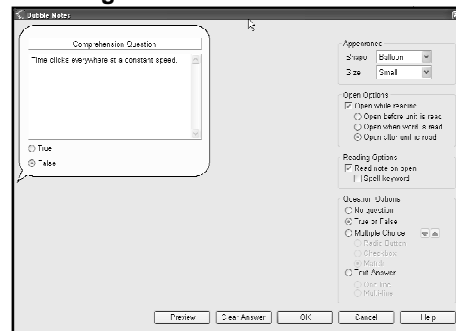 Bubble Notes
Comprehension Question
Time clicks everywhere at a constant speed.
True
False
Appearance
Shape Balloon
Size Small
Open Options
Open while reading
Open before unit is read
Open when word is read
Open after unit is read
Reading Options
Read note on open
Spell keyword
Question Options
No question
True or False
Multiple Choice
Radio Button
Checkbox
Match
Text Answer
One-line
Multi-line
Preview
Clear Answer
OK
Cancel
Help